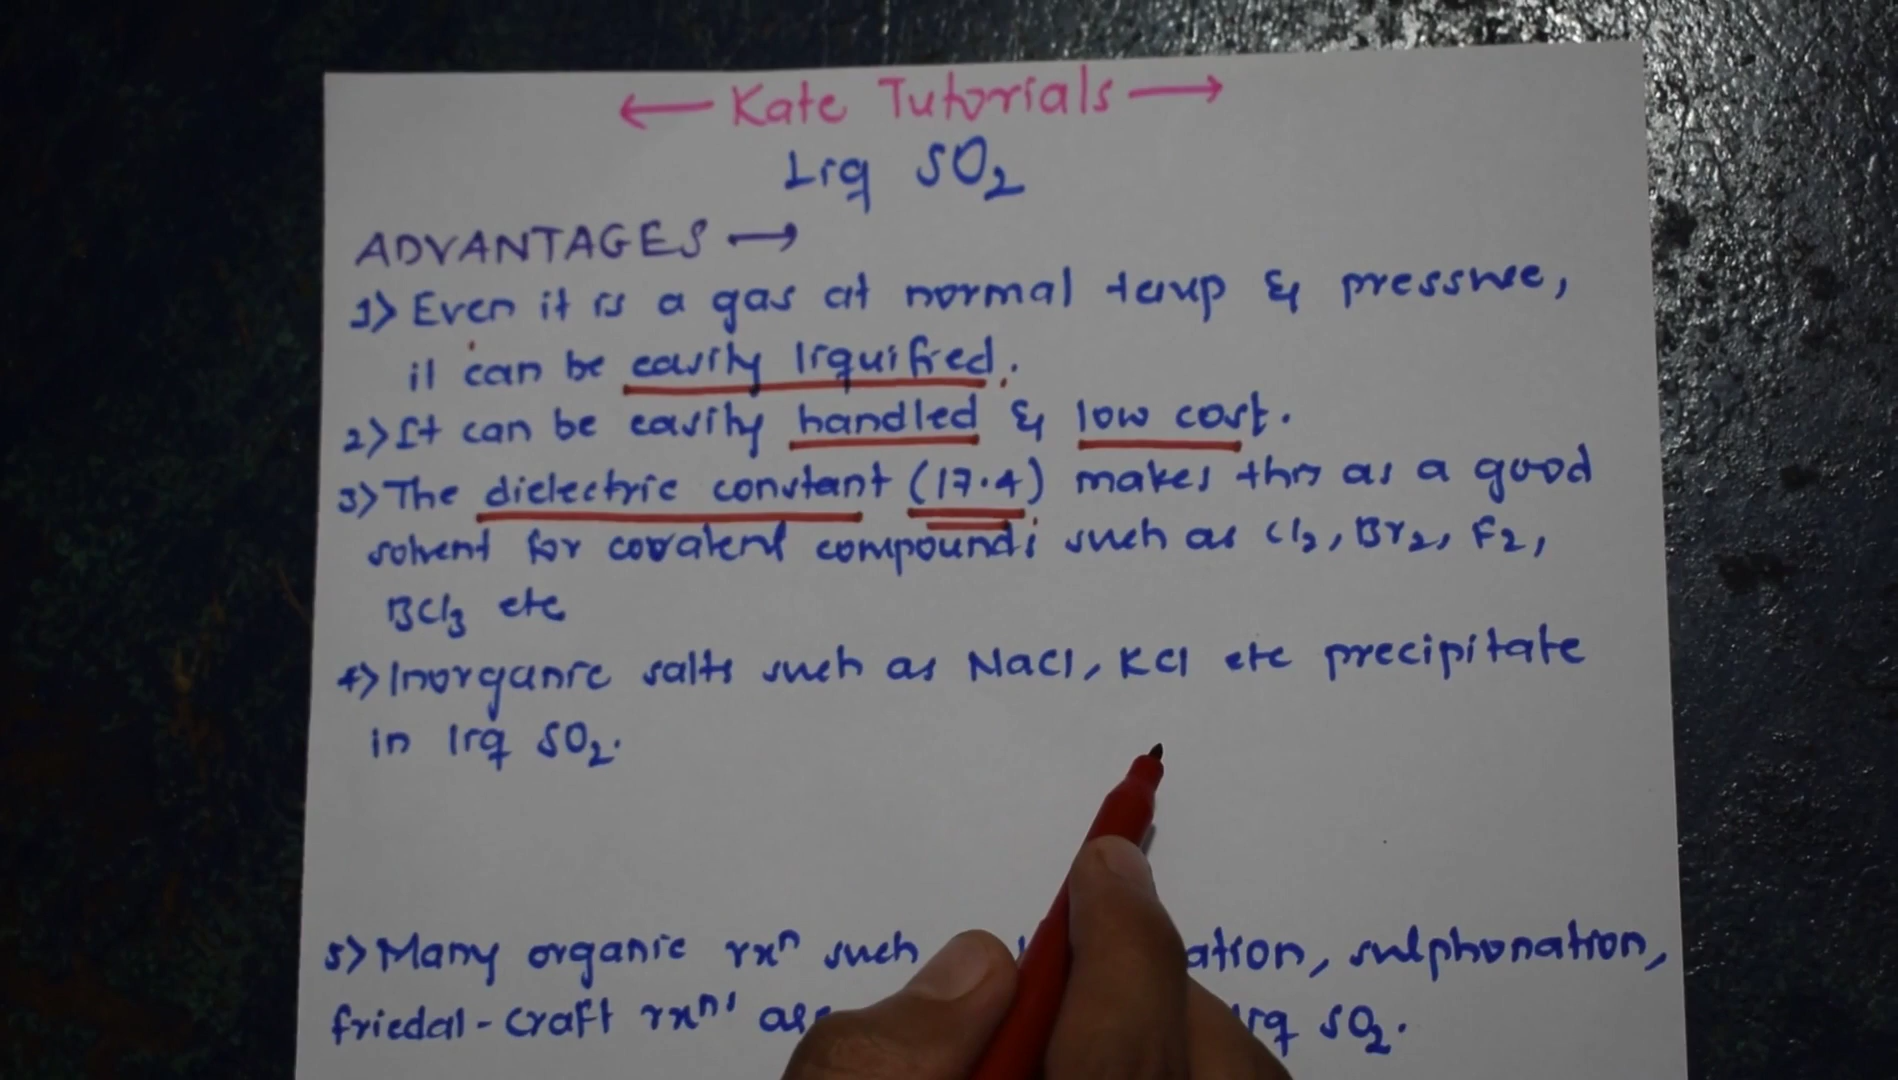 ← Kate Tutorials →
Liq SO₂
ADVANTAGES →
1) Even it is a gas at normal temp & pressure,
it can be easily liquified.
2) It can be easily handled & low cost.
3) The dielectric constant (17.4) makes this as a good
solvent for covalent compounds such as Cl₂, Br₂, F₂,
BCl₃ etc
4) Inorganic salts such as NaCl, KCl etc precipitate
in liq SO₂.
5) Many organic rxⁿ such ation, sulphonation,
friedal-craft rxⁿˢ are liq SO₂.